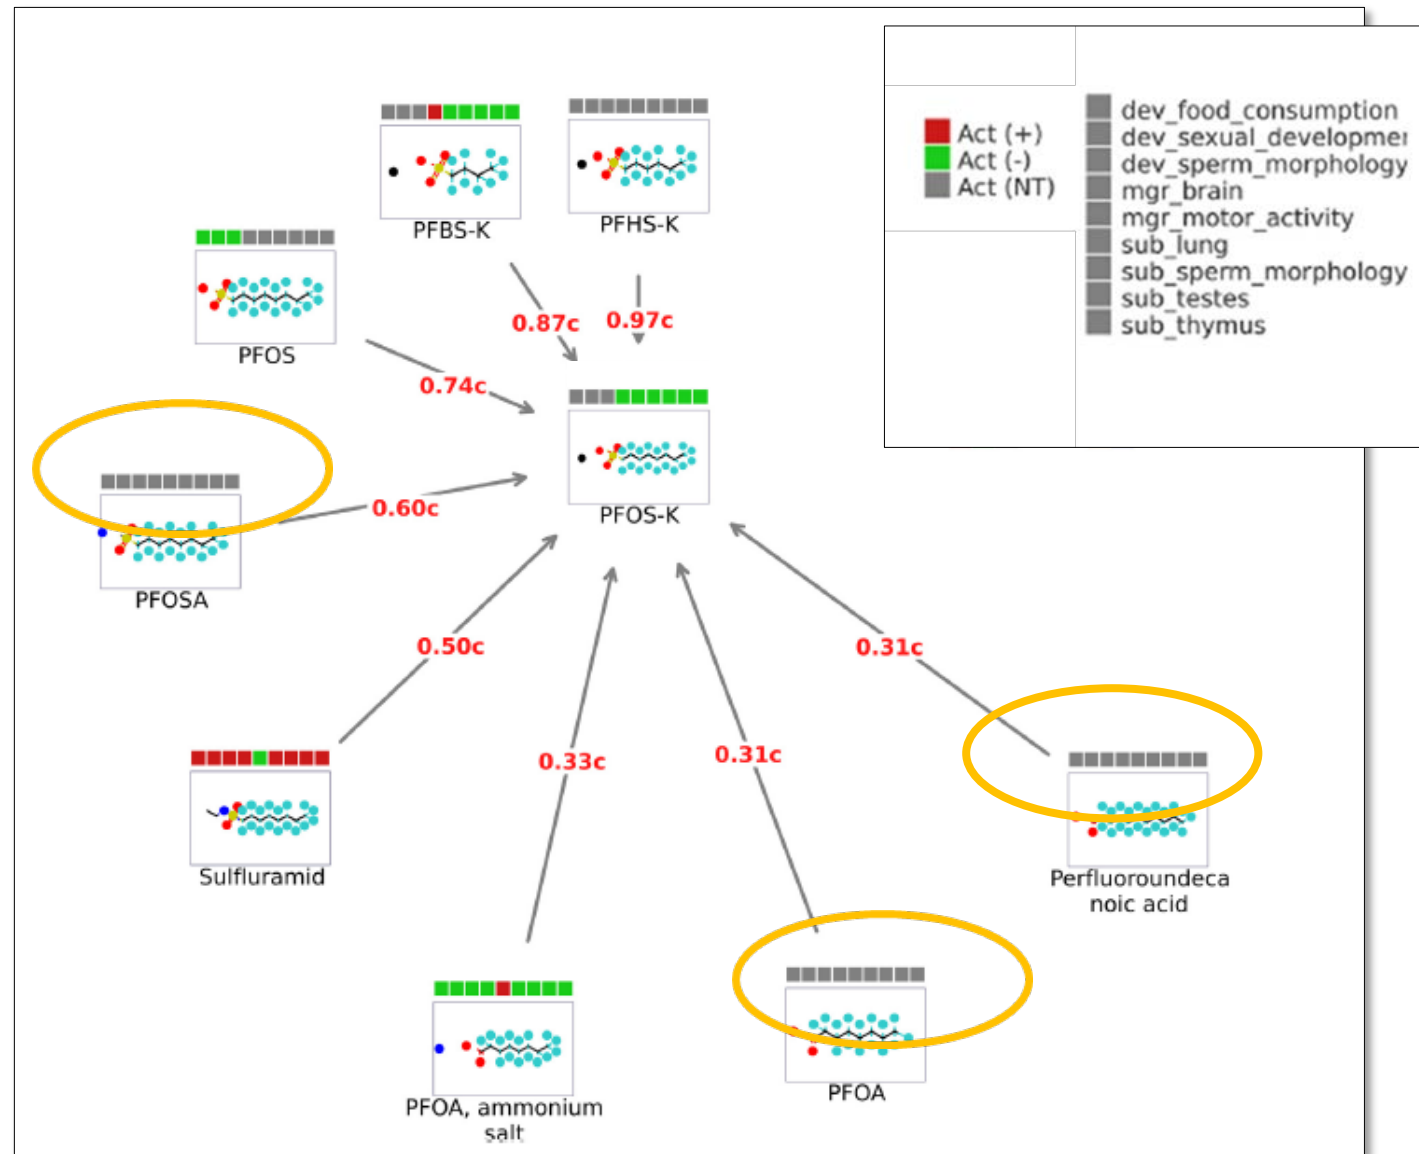 PFBS-K
PFHS-K
PFOS
0.87c
0.97c
0.74c
PFOS-K
0.60c
PFOSA
0.50c
0.31c
0.33c
0.31c
Sulfluramid
Perfluoroundeca
noic acid
PFOA, ammonium
salt
PFOA
Act (+)
Act (-)
Act (NT)
dev_food_consumption
dev_sexual_developmer
dev_sperm_morphology
mgr_brain
mgr_motor_activity
sub_lung
sub_sperm_morphology
sub_testes
sub_thymus